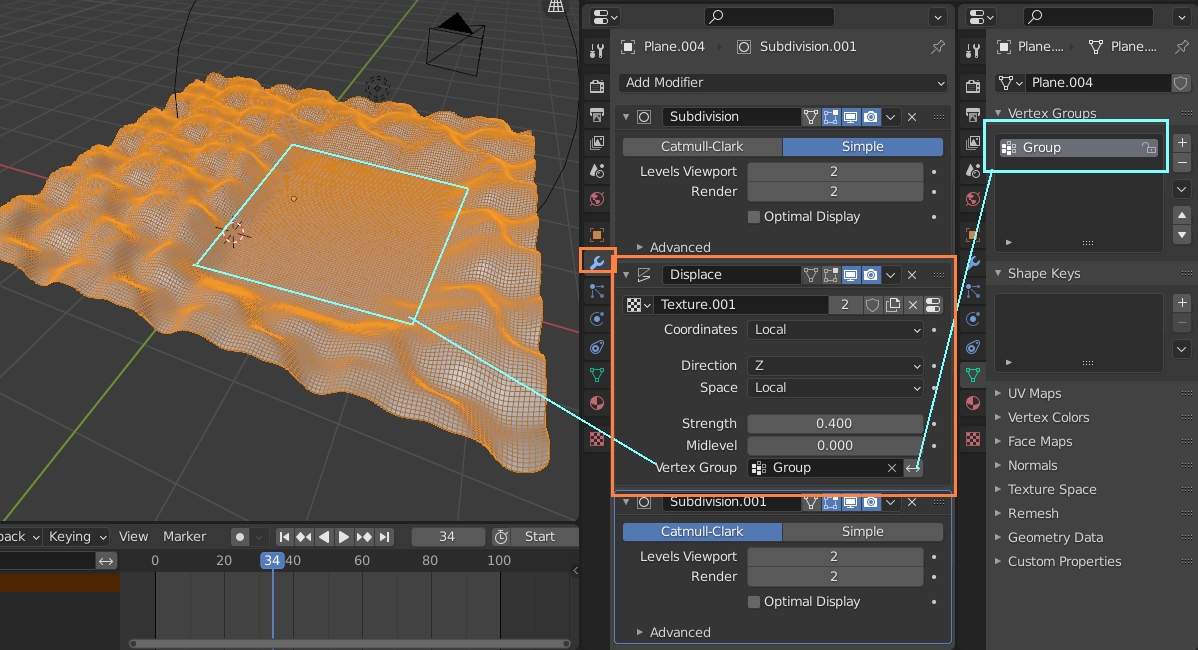 Plane.004 Subdivision.001
Add Modifier
Subdivision
Catmull-Clark Simple
Levels Viewport 2
Render 2
Optimal Display
Advanced
Displace
Texture.001 2
Coordinates Local
Direction Z
Space Local
Strength 0.400
Midlevel 0.000
Vertex Group Group
Subdivision.001
Catmull-Clark Simple
Levels Viewport 2
Render 2
Optimal Display
Advanced
Plane.... Plane....
Plane.004
Vertex Groups
Group
Shape Keys
UV Maps
Vertex Colors
Face Maps
Normals
Texture Space
Remesh
Geometry Data
Custom Properties
back Keying View Marker 34 Start
0 20 34 40 60 80 100